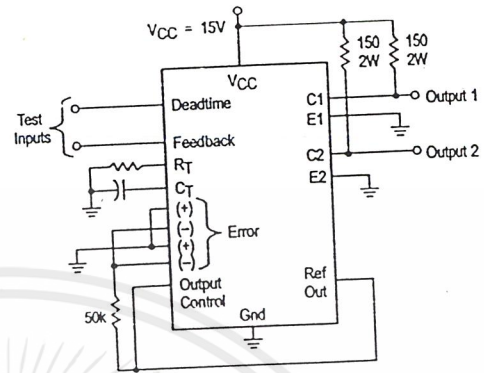 VCC = 15V
150
2W
150
2W
VCC
Test
Inputs
Deadtime
Feedback
RT
CT
(+)
(−)
(+)
(−)
Error
Output
Control
50k
Gnd
C1
E1
C2
E2
Ref
Out
Output 1
Output 2